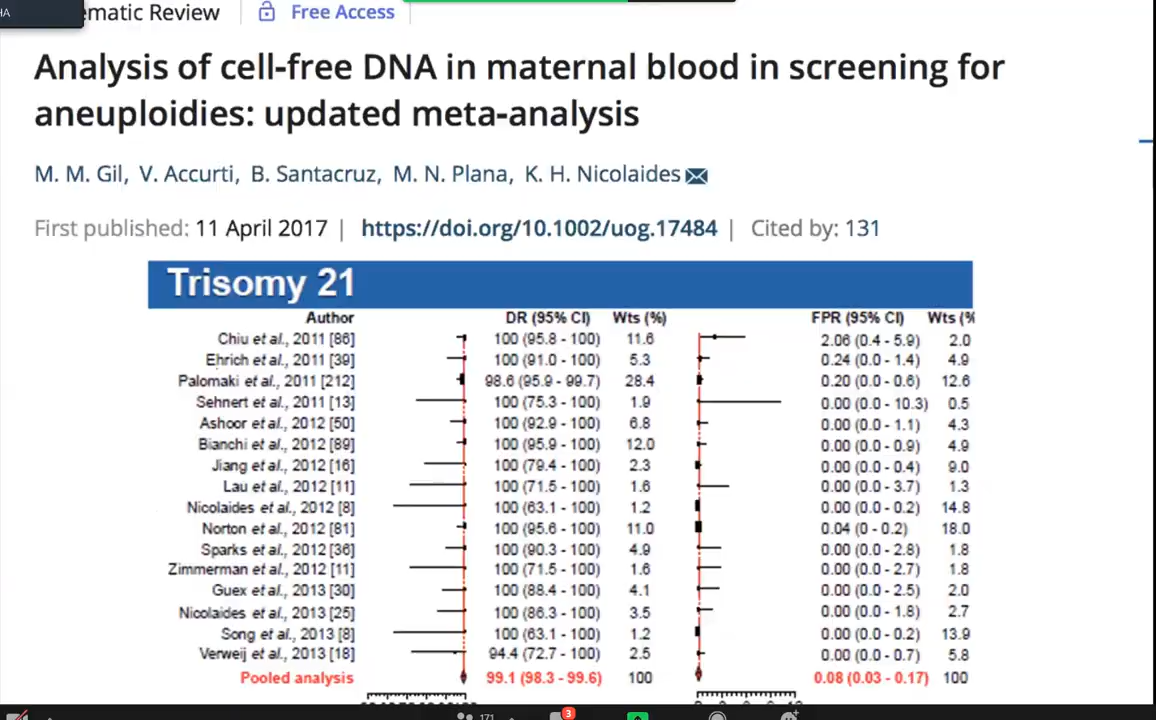 HA
ematic Review
Free Access
Analysis of cell-free DNA in maternal blood in screening for
aneuploidies: updated meta-analysis
M. M. Gil, V. Accurti, B. Santacruz, M. N. Plana, K. H. Nicolaides
First published: 11 April 2017 | https://doi.org/10.1002/uog.17484 | Cited by: 131
Trisomy 21
Author DR (95% CI) Wts (%) FPR (95% CI) Wts (%
Chiu et al., 2011 [86] 100 (95.8 - 100) 11.6 2.06 (0.4 - 5.9) 2.0
Ehrich et al., 2011 [39] 100 (91.0 - 100) 5.3 0.24 (0.0 - 1.4) 4.9
Palomaki et al., 2011 [212] 98.6 (95.9 - 99.7) 28.4 0.20 (0.0 - 0.6) 12.6
Sehnert et al., 2011 [13] 100 (75.3 - 100) 1.9 0.00 (0.0 - 10.3) 0.5
Ashoor et al., 2012 [50] 100 (92.9 - 100) 6.8 0.00 (0.0 - 1.1) 4.3
Bianchi et al., 2012 [89] 100 (95.9 - 100) 12.0 0.00 (0.0 - 0.9) 4.9
Jiang et al., 2012 [16] 100 (79.4 - 100) 2.3 0.00 (0.0 - 0.4) 9.0
Lau et al., 2012 [11] 100 (71.5 - 100) 1.6 0.00 (0.0 - 3.7) 1.3
Nicolaides et al., 2012 [8] 100 (63.1 - 100) 1.2 0.00 (0.0 - 0.2) 14.8
Norton et al., 2012 [81] 100 (95.6 - 100) 11.0 0.04 (0 - 0.2) 18.0
Sparks et al., 2012 [36] 100 (90.3 - 100) 4.9 0.00 (0.0 - 2.8) 1.8
Zimmerman et al., 2012 [11] 100 (71.5 - 100) 1.6 0.00 (0.0 - 2.7) 1.8
Guex et al., 2013 [30] 100 (88.4 - 100) 4.1 0.00 (0.0 - 2.5) 2.0
Nicolaides et al., 2013 [25] 100 (86.3 - 100) 3.5 0.00 (0.0 - 1.8) 2.7
Song et al., 2013 [8] 100 (63.1 - 100) 1.2 0.00 (0.0 - 0.2) 13.9
Verweij et al., 2013 [18] 94.4 (72.7 - 100) 2.5 0.00 (0.0 - 0.7) 5.8
Pooled analysis 99.1 (98.3 - 99.6) 100 0.08 (0.03 - 0.17) 100
171
3